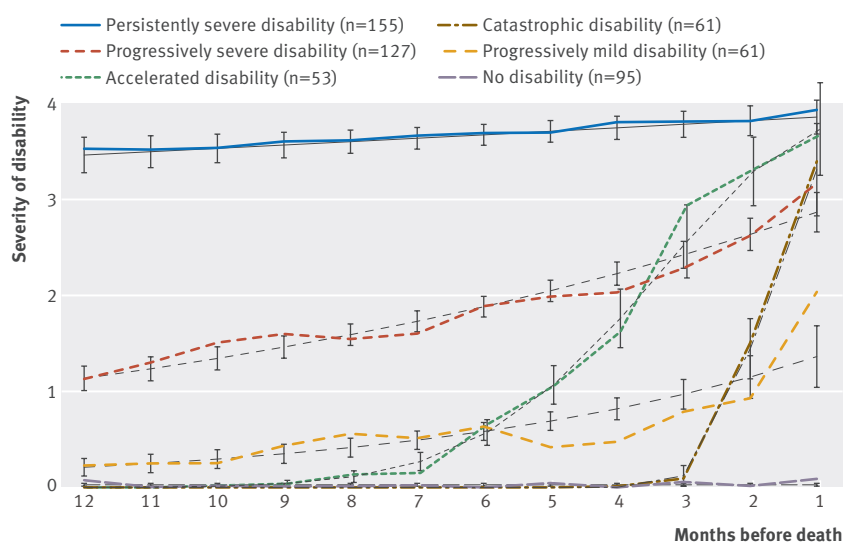 Persistently severe disability (n=155)
Catastrophic disability (n=61)
Progressively severe disability (n=127)
Progressively mild disability (n=61)
Accelerated disability (n=53)
No disability (n=95)
Severity of disability
4
3
2
1
0
12 11 10 9 8 7 6 5 4 3 2 1
Months before death